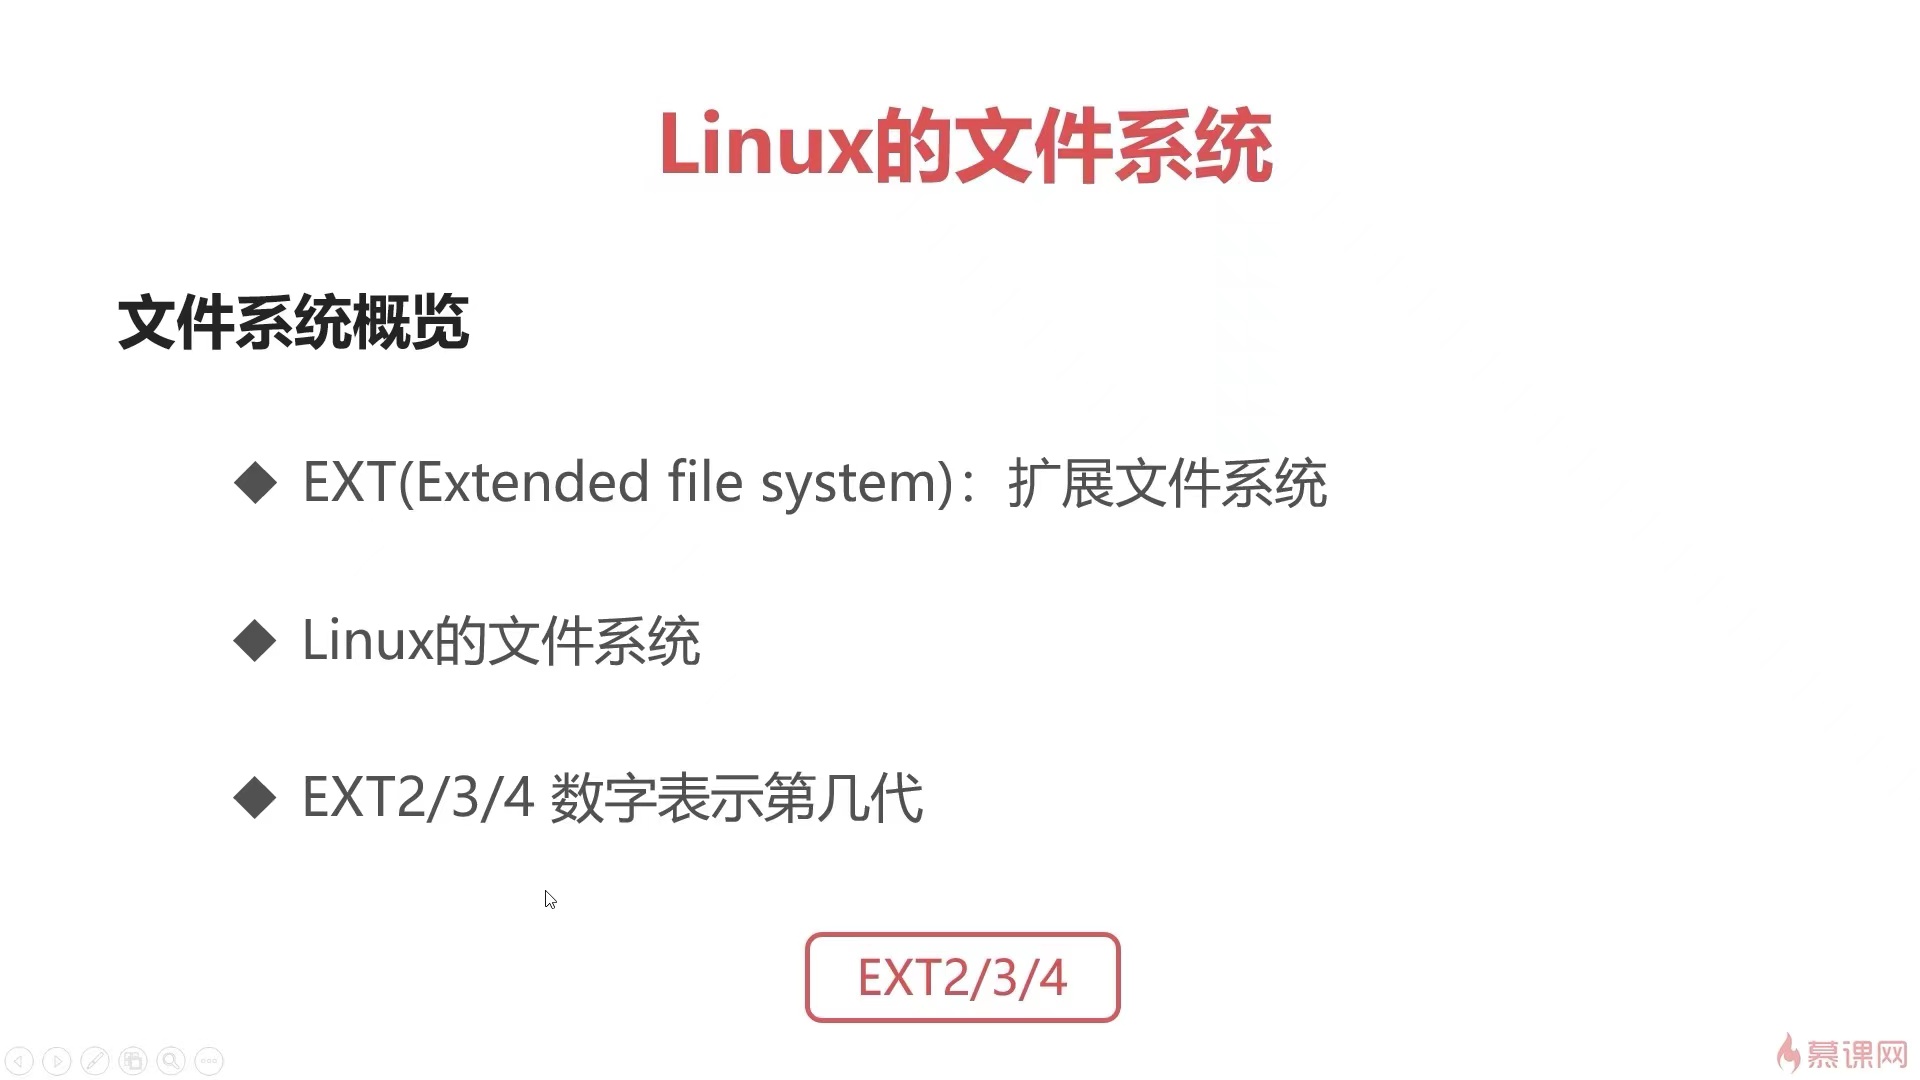 Linux的文件系统
文件系统概览
◆ EXT(Extended file system)：扩展文件系统
◆ Linux的文件系统
◆ EXT2/3/4 数字表示第几代
EXT2/3/4
慕课网